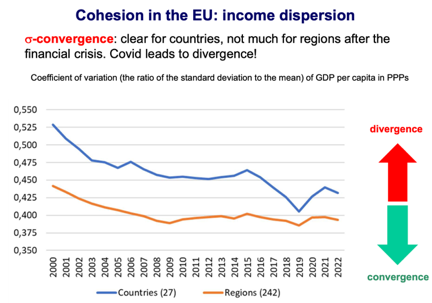 Cohesion in the EU: income dispersion
σ-convergence: clear for countries, not much for regions after the
financial crisis. Covid leads to divergence!
Coefficient of variation (the ratio of the standard deviation to the mean) of GDP per capita in PPPs
0,550
0,525
0,500
0,475
0,450
0,425
0,400
0,375
0,350
2000 2001 2002 2003 2004 2005 2006 2007 2008 2009 2010 2011 2012 2013 2014 2015 2016 2017 2018 2019 2020 2021 2022
Countries (27) Regions (242)
divergence
convergence